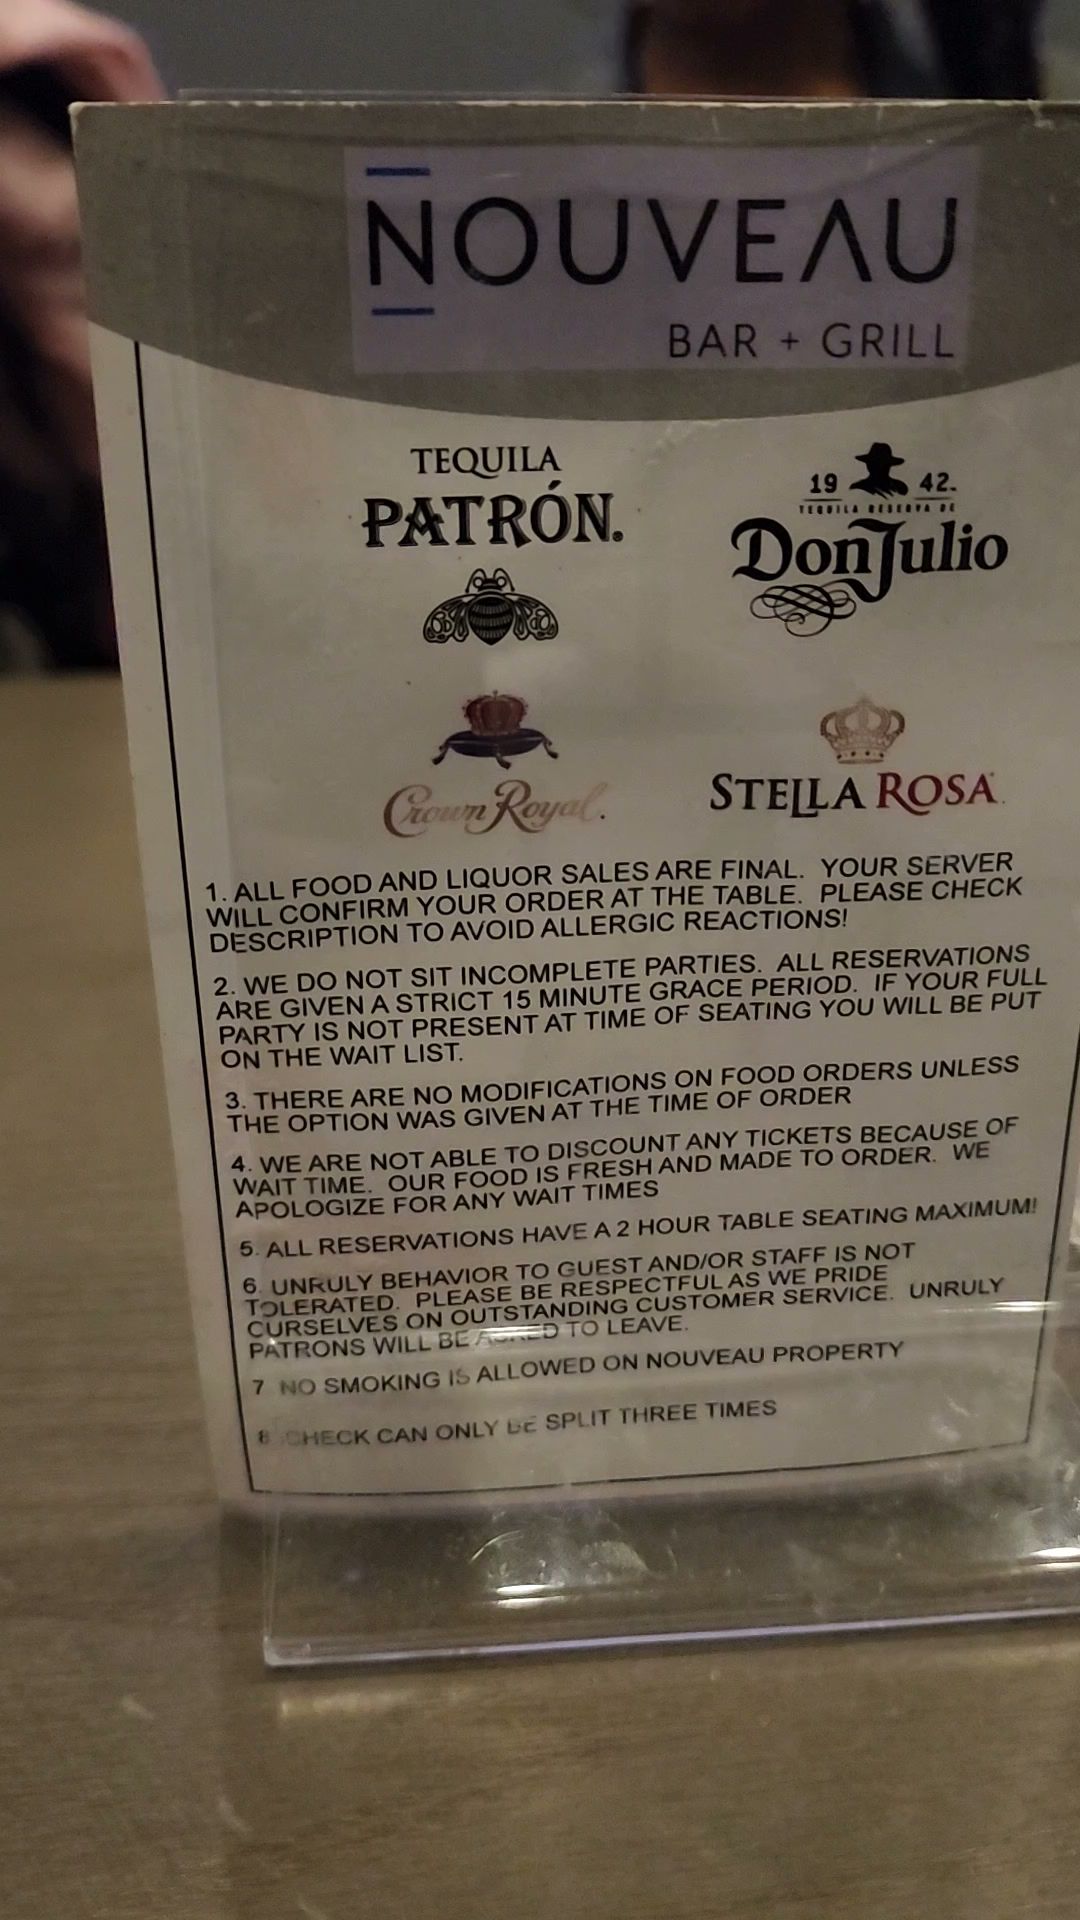 NOUVEAU
BAR + GRILL
TEQUILA
PATRÓN.
19 42.
TEQUILA RESERVA DE
Don Julio
Crown Royal.
STELLA ROSA
1. ALL FOOD AND LIQUOR SALES ARE FINAL. YOUR SERVER
WILL CONFIRM YOUR ORDER AT THE TABLE. PLEASE CHECK
DESCRIPTION TO AVOID ALLERGIC REACTIONS!
2. WE DO NOT SIT INCOMPLETE PARTIES. ALL RESERVATIONS
ARE GIVEN A STRICT 15 MINUTE GRACE PERIOD. IF YOUR FULL
PARTY IS NOT PRESENT AT TIME OF SEATING YOU WILL BE PUT
ON THE WAIT LIST.
3. THERE ARE NO MODIFICATIONS ON FOOD ORDERS UNLESS
THE OPTION WAS GIVEN AT THE TIME OF ORDER
4. WE ARE NOT ABLE TO DISCOUNT ANY TICKETS BECAUSE OF
WAIT TIME. OUR FOOD IS FRESH AND MADE TO ORDER. WE
APOLOGIZE FOR ANY WAIT TIMES
5. ALL RESERVATIONS HAVE A 2 HOUR TABLE SEATING MAXIMUM!
6. UNRULY BEHAVIOR TO GUEST AND/OR STAFF IS NOT
TOLERATED. PLEASE BE RESPECTFUL AS WE PRIDE
OURSELVES ON OUTSTANDING CUSTOMER SERVICE. UNRULY
PATRONS WILL BE ASKED TO LEAVE.
7 NO SMOKING IS ALLOWED ON NOUVEAU PROPERTY
8 CHECK CAN ONLY BE SPLIT THREE TIMES